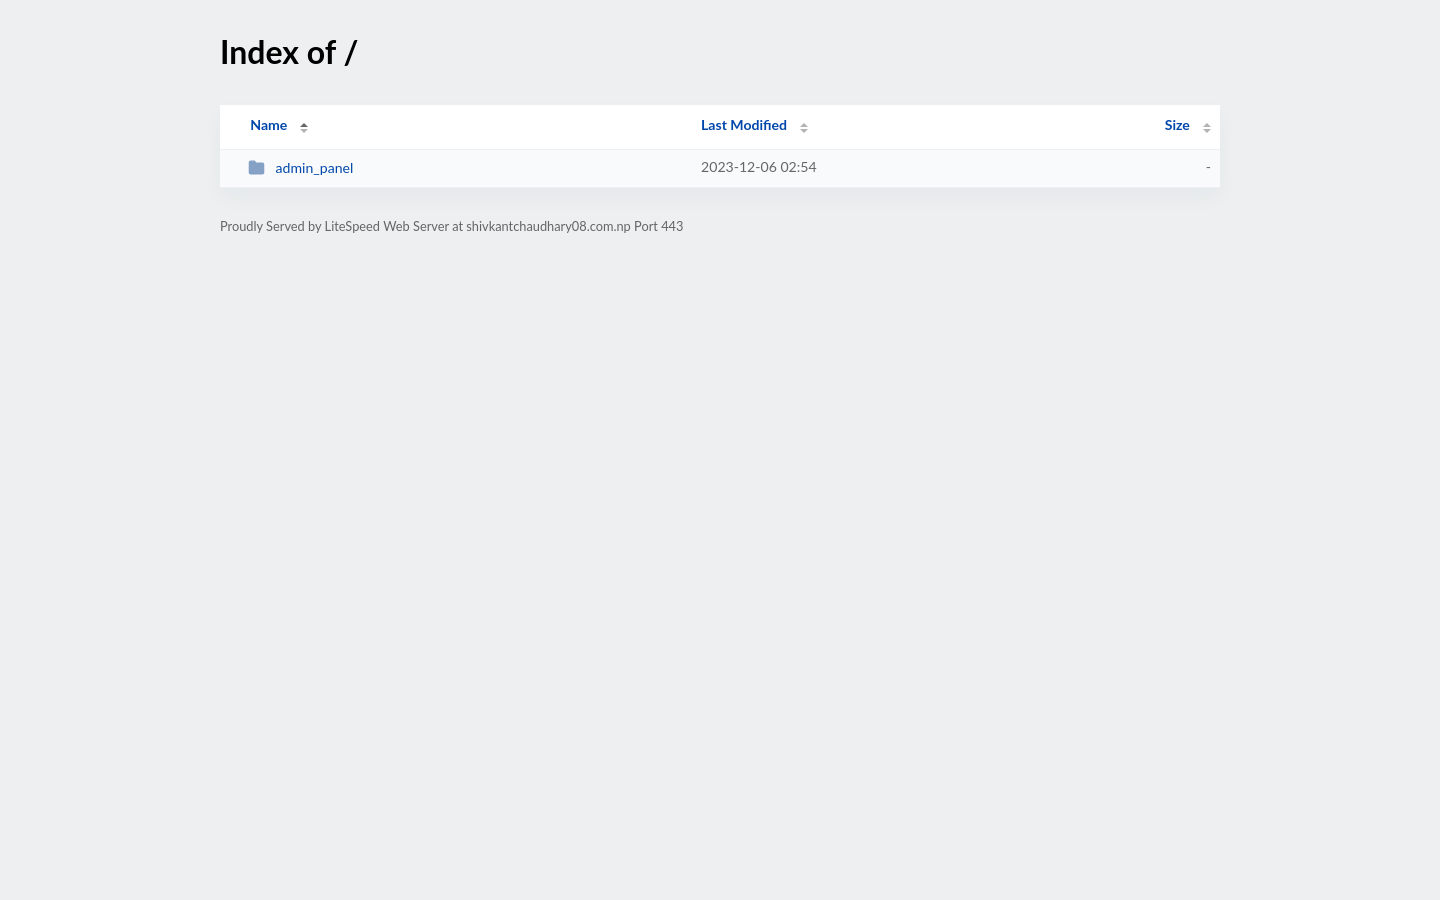 Index of /
Name Last Modified Size
admin_panel 2023-12-06 02:54 -
Proudly Served by LiteSpeed Web Server at shivkantchaudhary08.com.np Port 443